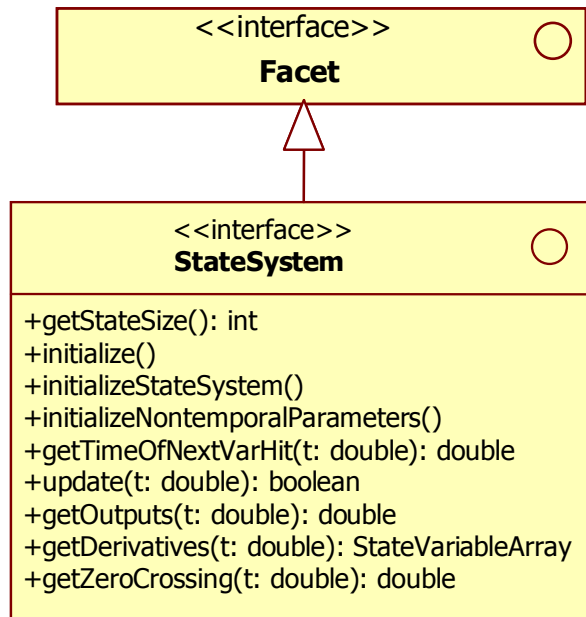 <<interface>>
Facet
<<interface>>
StateSystem
+getStateSize(): int
+initialize()
+initializeStateSystem()
+initializeNontemporalParameters()
+getTimeOfNextVarHit(t: double): double
+update(t: double): boolean
+getOutputs(t: double): double
+getDerivatives(t: double): StateVariableArray
+getZeroCrossing(t: double): double